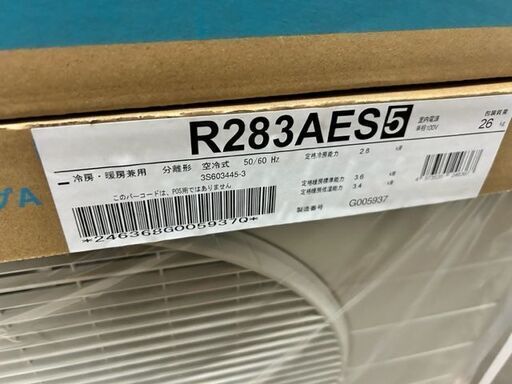 R283AES5
室内電源
単相100V
包装質量
26 kg
冷房・暖房兼用 分離形 空冷式 50/60 Hz
3S603445-3
このバーコードは、POS用ではありません
*246368G005937Q*
定格冷房能力 2.8 kW
定格暖房標準能力 3.6 kW
定格暖房低温能力 3.4 kW
製造番号 G005937